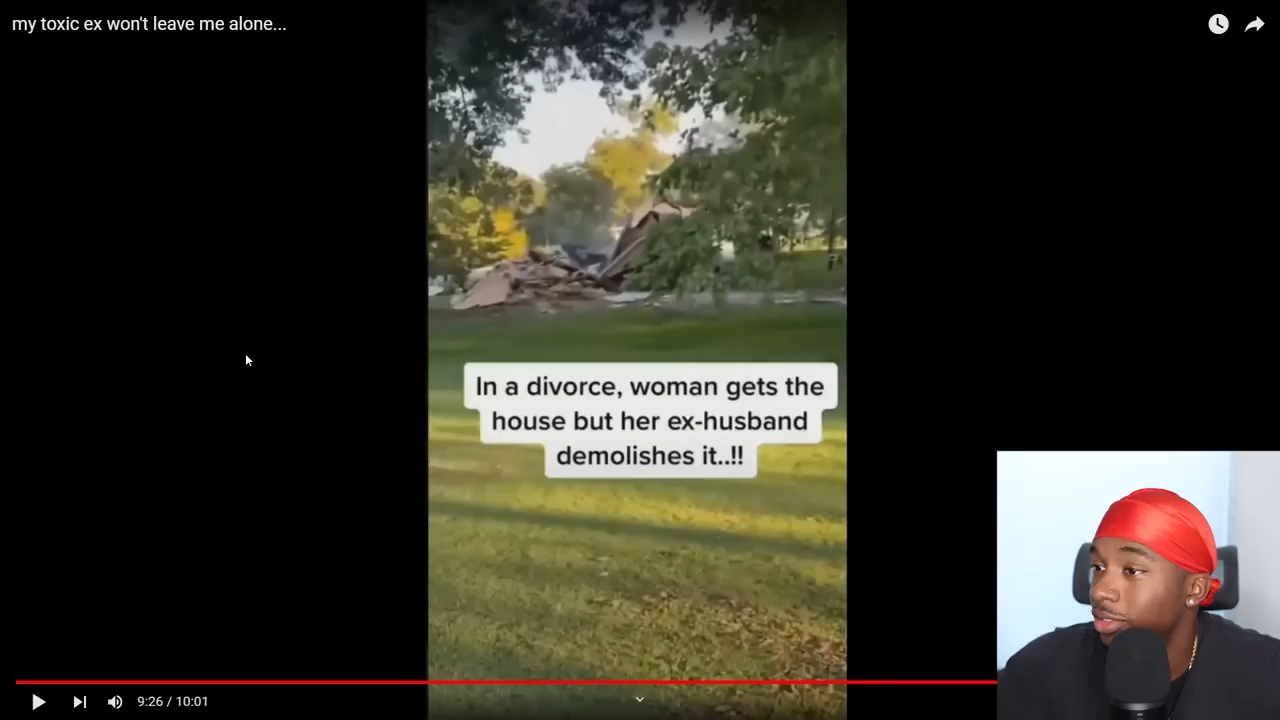 my toxic ex won't leave me alone...
In a divorce, woman gets the
house but her ex-husband
demolishes it..!!
9:26 / 10:01